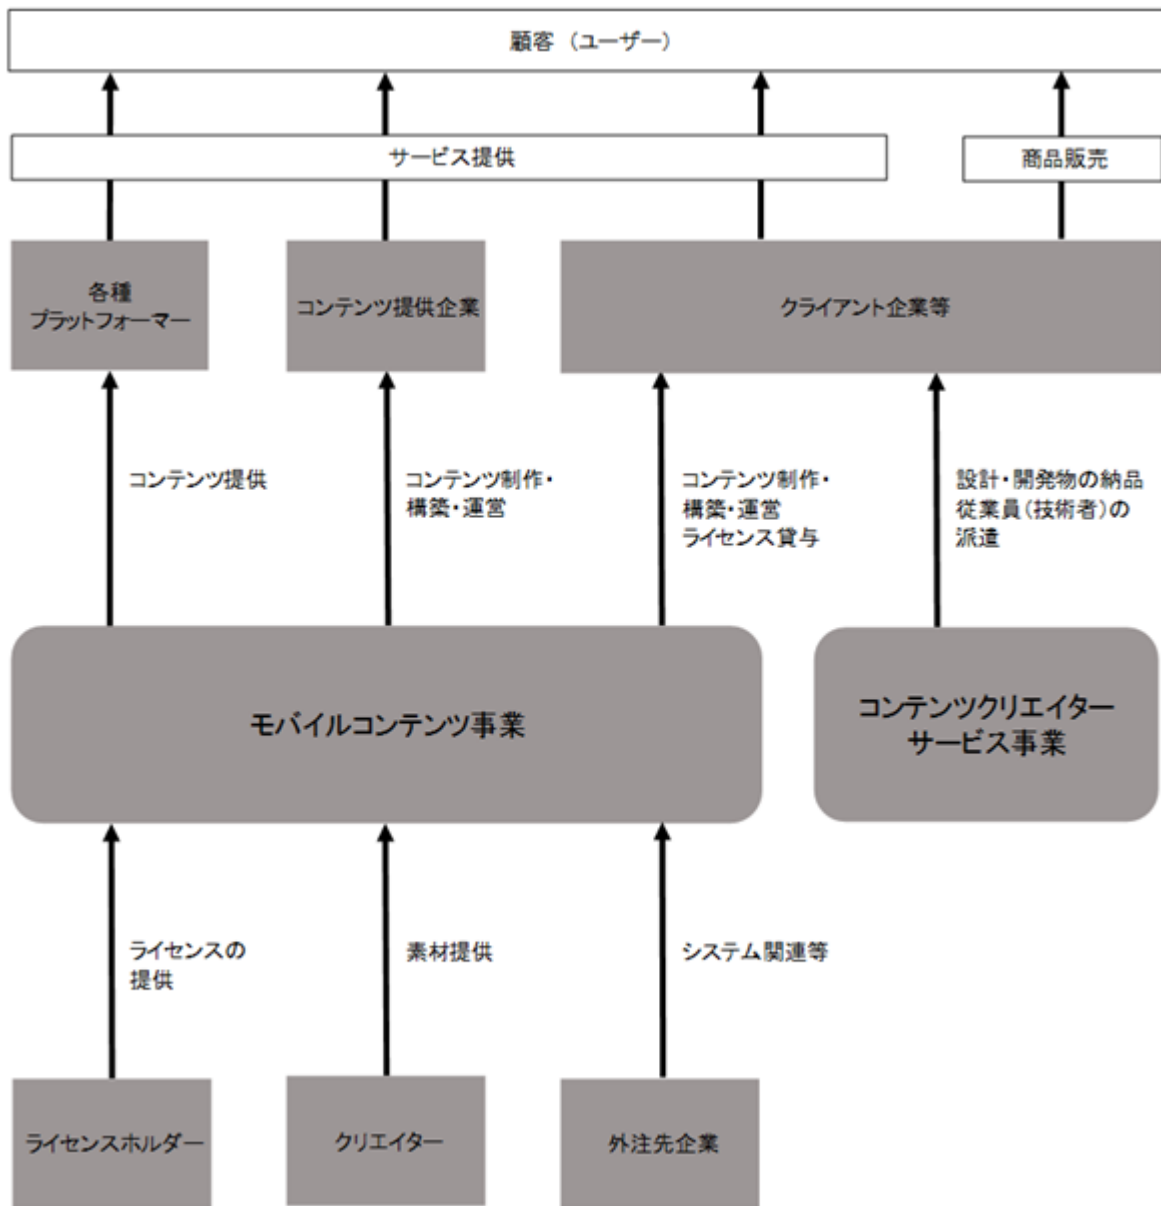 顧客 (ユーザー)
サービス提供
商品販売
各種
プラットフォーマー
コンテンツ提供企業
クライアント企業等
コンテンツ提供
コンテンツ制作・
構築・運営
コンテンツ制作・
構築・運営
ライセンス貸与
設計・開発物の納品
従業員(技術者)の
派遣
モバイルコンテンツ事業
コンテンツクリエイター
サービス事業
ライセンスの
提供
素材提供
システム関連等
ライセンスホルダー
クリエイター
外注先企業